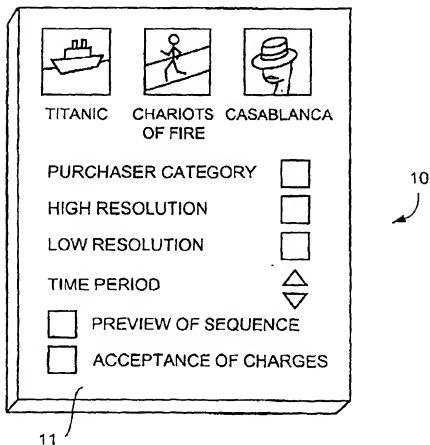 TITANIC CHARIOTS OF FIRE CASABLANCA
PURCHASER CATEGORY
HIGH RESOLUTION
LOW RESOLUTION
TIME PERIOD
PREVIEW OF SEQUENCE
ACCEPTANCE OF CHARGES
10
11